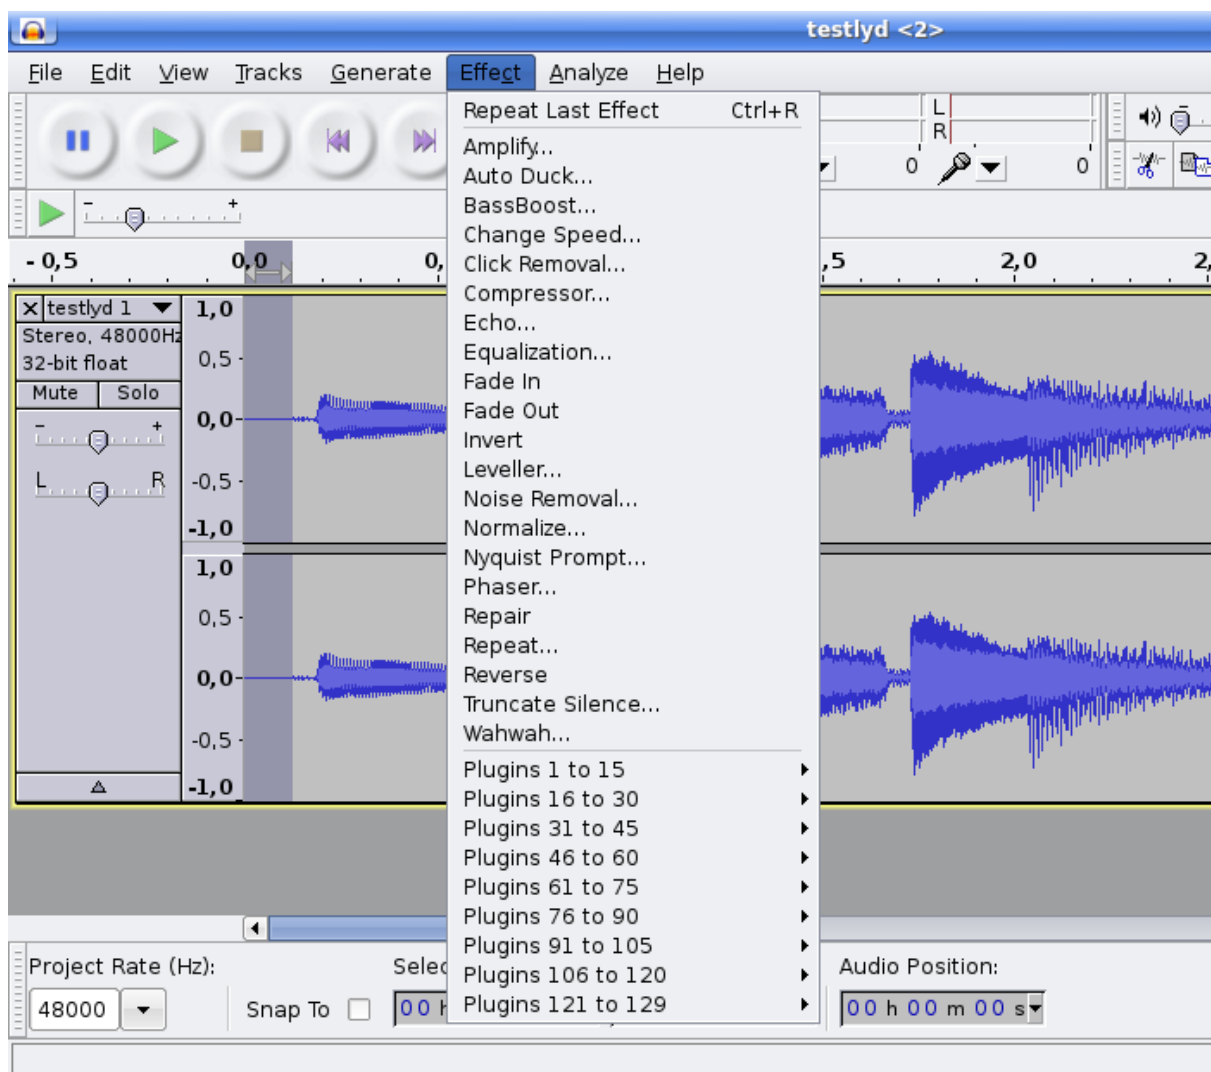 testlyd <2>
File Edit View Tracks Generate Effect Analyze Help
Repeat Last Effect Ctrl+R
Amplify...
Auto Duck...
BassBoost...
Change Speed...
Click Removal...
Compressor...
Echo...
Equalization...
Fade In
Fade Out
Invert
Leveller...
Noise Removal...
Normalize...
Nyquist Prompt...
Phaser...
Repair
Repeat...
Reverse
Truncate Silence...
Wahwah...
Plugins 1 to 15
Plugins 16 to 30
Plugins 31 to 45
Plugins 46 to 60
Plugins 61 to 75
Plugins 76 to 90
Plugins 91 to 105
Plugins 106 to 120
Plugins 121 to 129
L
R
0 0
- +
- 0,5 0,0 0, ,5 2,0 2,
X testlyd 1
Stereo, 48000Hz
32-bit float
Mute Solo
- +
L R
1,0
0,5
0,0
-0,5
-1,0
1,0
0,5
0,0
-0,5
-1,0
Project Rate (Hz): Selec Audio Position:
48000 Snap To 00 h 00 h 00 m 00 s